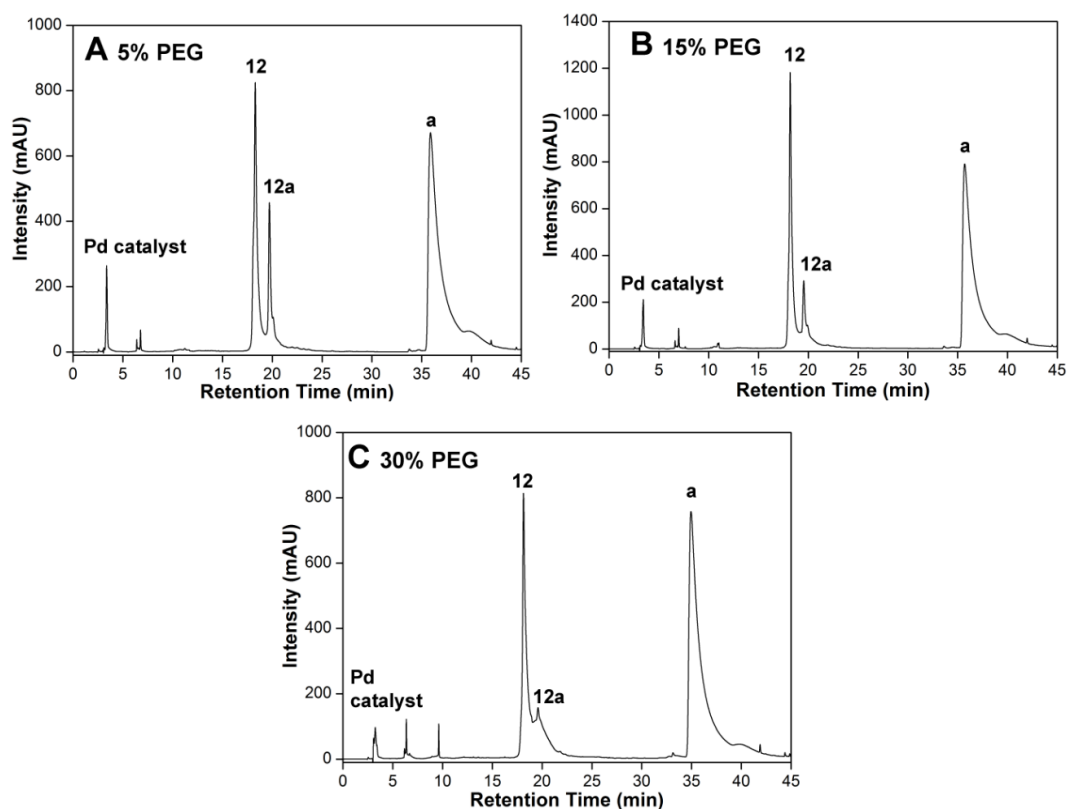 A 5% PEG
1000
800
600
400
200
0
Intensity (mAU)
12
12a
a
Pd catalyst
0 5 10 15 20 25 30 35 40 45
Retention Time (min)
B 15% PEG
1400
1200
1000
800
600
400
200
0
Intensity (mAU)
12
12a
a
Pd catalyst
0 5 10 15 20 25 30 35 40 45
Retention Time (min)
C 30% PEG
1000
800
600
400
200
0
Intensity (mAU)
12
12a
a
Pd
catalyst
0 5 10 15 20 25 30 35 40 45
Retention Time (min)